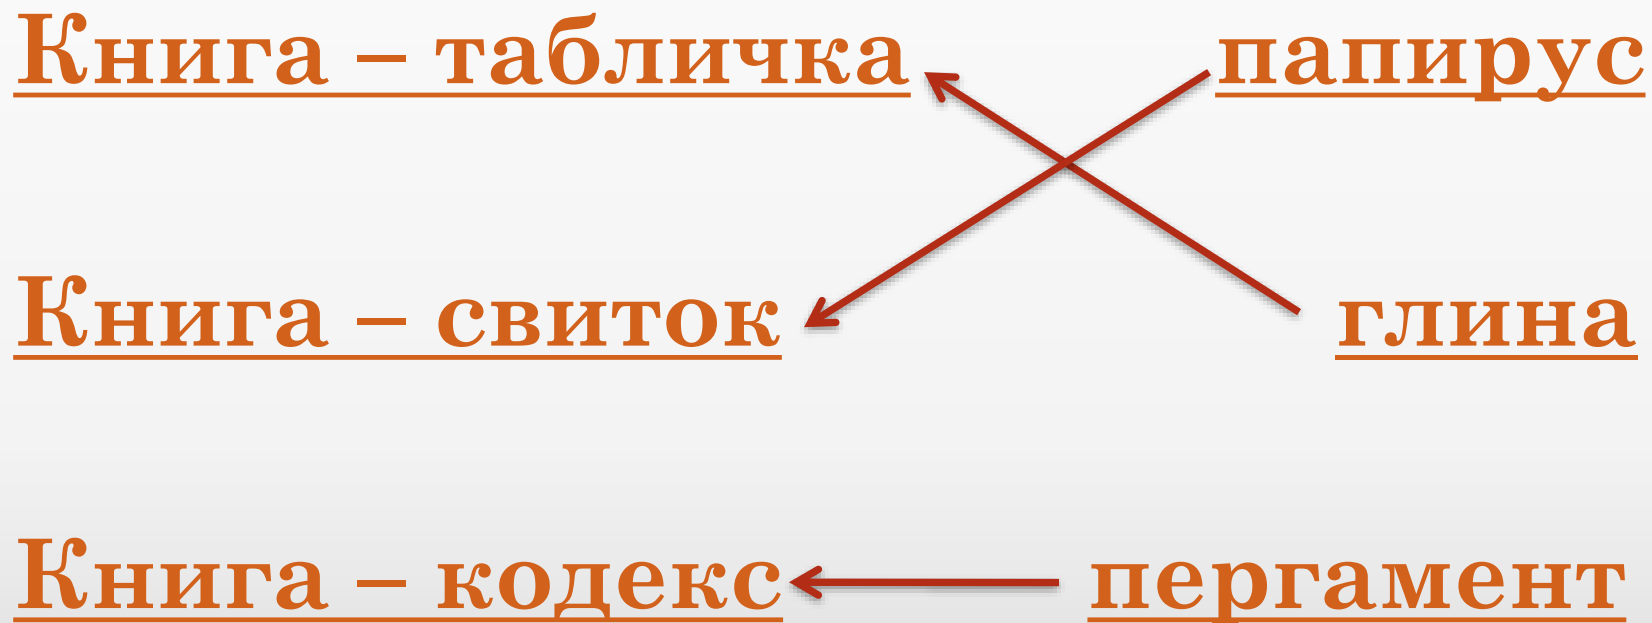 Книга – табличка папирус
Книга – свиток глина
Книга – кодекс пергамент